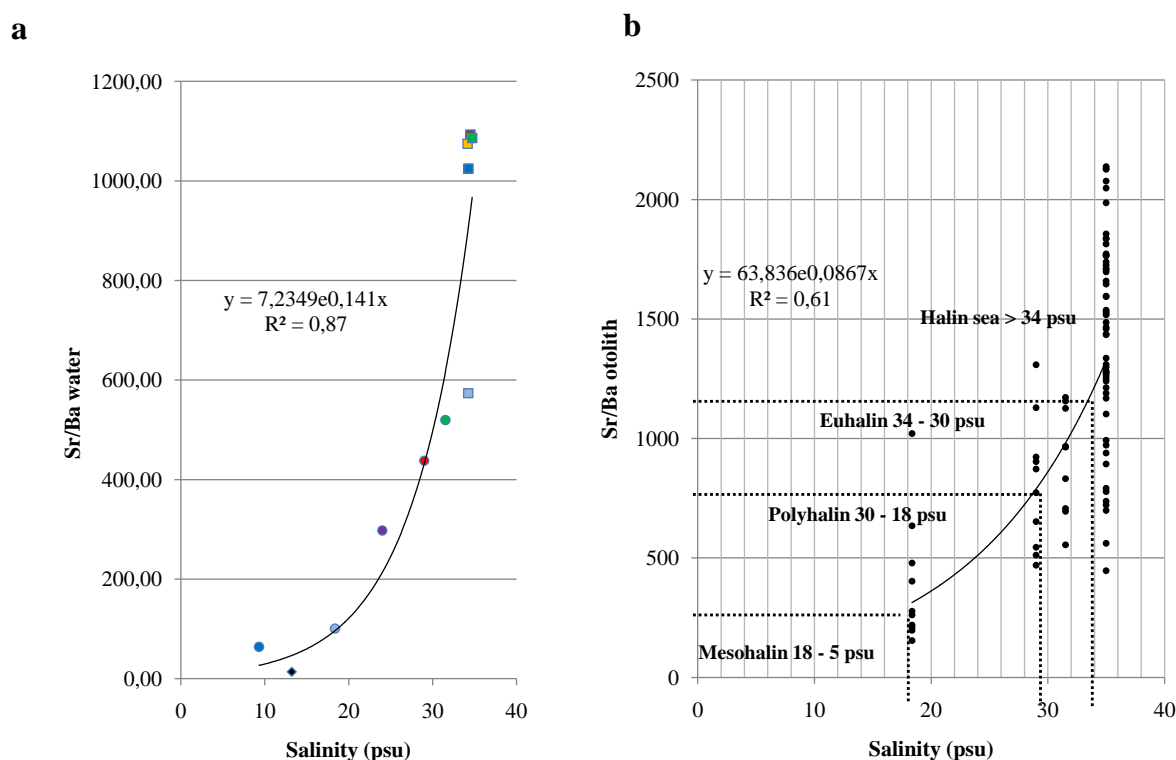 a
1200,00
1000,00
800,00
600,00
400,00
200,00
0,00
Sr/Ba water
y = 7,2349e0,141x
R² = 0,87
0
10
20
30
40
Salinity (psu)
b
2500
2000
1500
1000
500
0
Sr/Ba otolith
y = 63,836e0,0867x
R² = 0,61
Halin sea > 34 psu
Euhalin 34 - 30 psu
Polyhalin 30 - 18 psu
Mesohalin 18 - 5 psu
0
10
20
30
40
Salinity (psu)